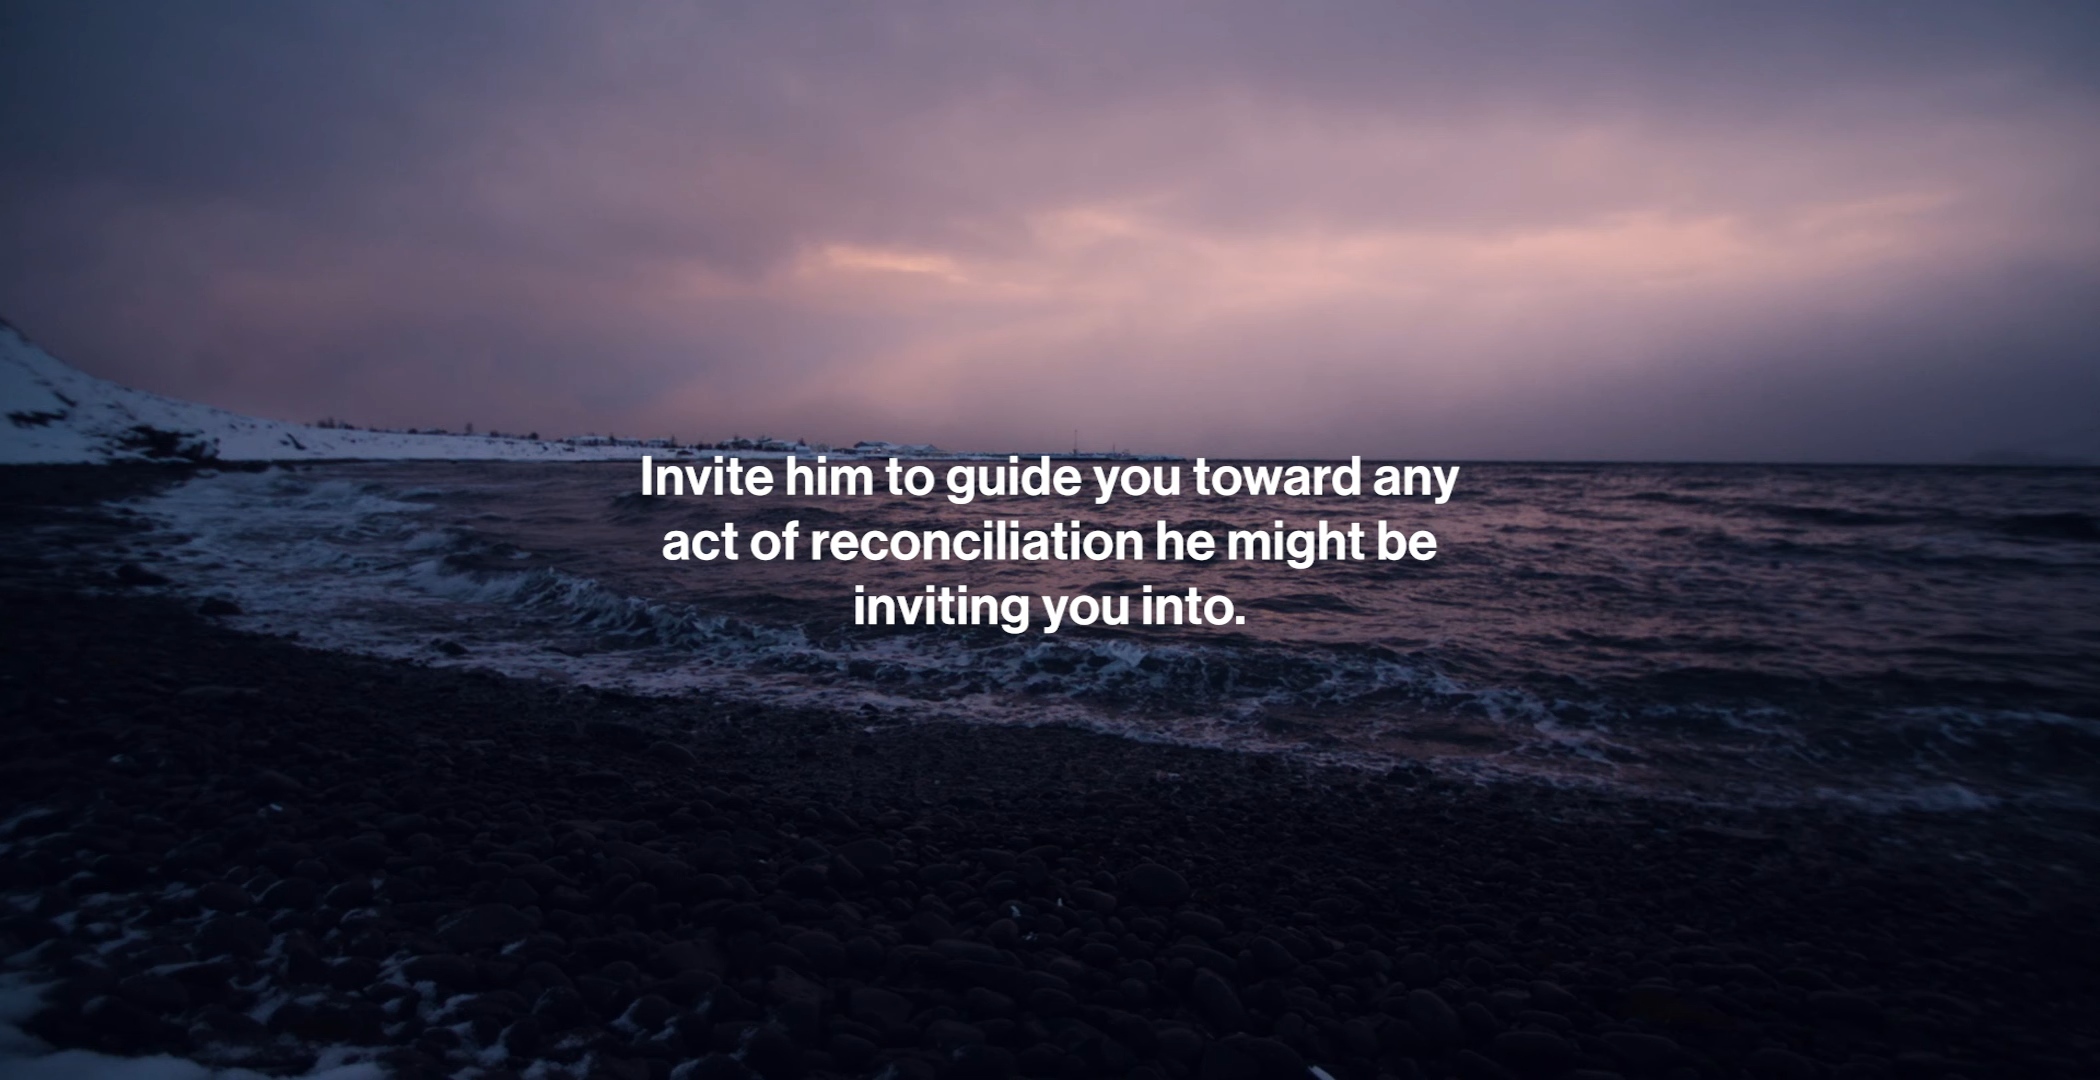 Invite him to guide you toward any
act of reconciliation he might be
inviting you into.